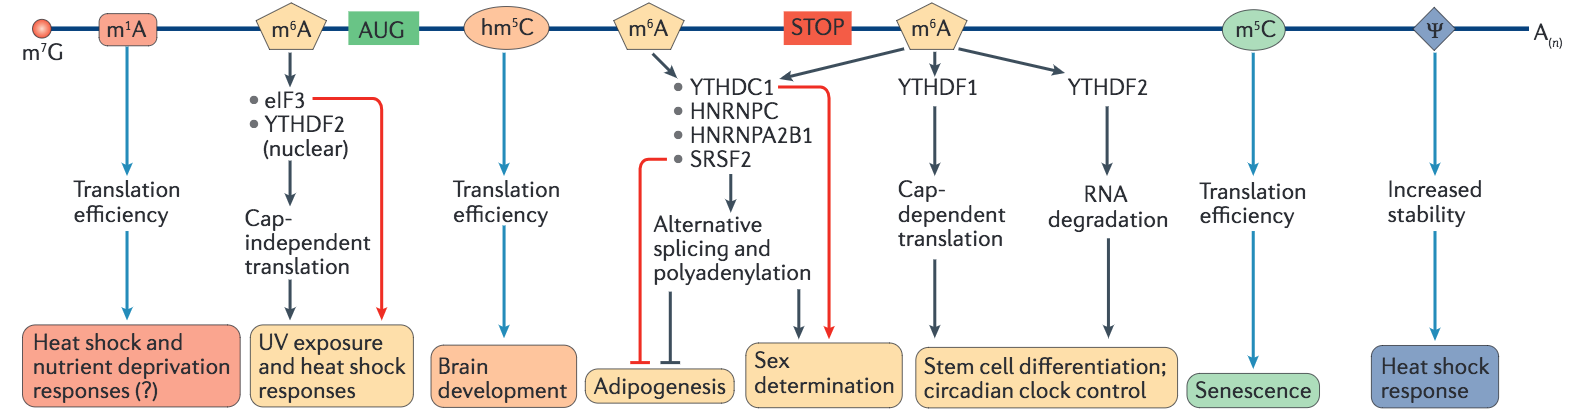 m⁷G
m¹A
m⁶A
AUG
hm⁵C
m⁶A
STOP
m⁶A
m⁵C
Ψ
A(n)
Translation
efficiency
Heat shock and
nutrient deprivation
responses (?)
• eIF3
• YTHDF2
(nuclear)
Cap-
independent
translation
UV exposure
and heat shock
responses
Translation
efficiency
Brain
development
• YTHDC1
• HNRNPC
• HNRNPA2B1
• SRSF2
Alternative
splicing and
polyadenylation
Adipogenesis
Sex
determination
YTHDF1
Cap-
dependent
translation
YTHDF2
RNA
degradation
Stem cell differentiation;
circadian clock control
Translation
efficiency
Senescence
Increased
stability
Heat shock
response